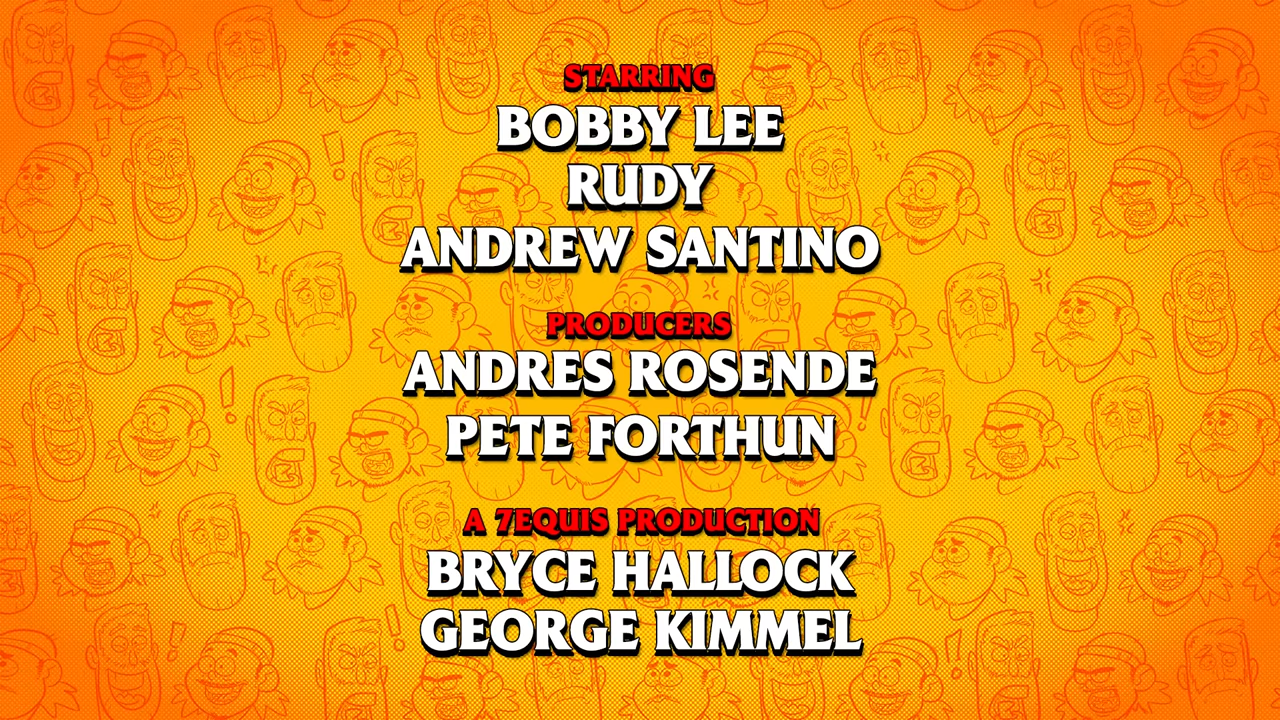 STARRING
BOBBY LEE
RUDY
ANDREW SANTINO
PRODUCERS
ANDRES ROSENDE
PETE FORTHUN
A 7EQUIS PRODUCTION
BRYCE HALLOCK
GEORGE KIMMEL